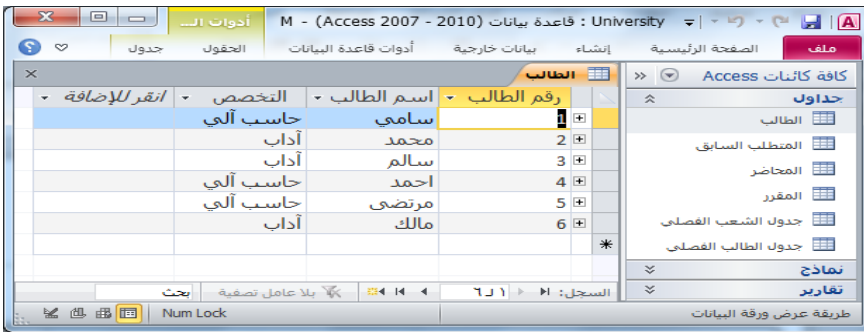 University : قاعدة بيانات (Access 2007 - 2010) - M
أدوات الـ...
ملف الصفحة الرئيسية إنشاء بيانات خارجية أدوات قاعدة البيانات الحقول جدول
كافة كائنات Access
جداول
الطالب
المتطلب السابق
المحاضر
المقرر
جدول الشعب الفصلي
جدول الطالب الفصلي
نماذج
تقارير
الطالب
رقم الطالب اسم الطالب التخصص انقر للإضافة
1 سامي حاسب آلي
2 محمد آداب
3 سالم آداب
4 احمد حاسب آلي
5 مرتضى حاسب آلي
6 مالك آداب
السجل: ١ لـ ٦ بلا عامل تصفية بحث
طريقة عرض ورقة البيانات Num Lock